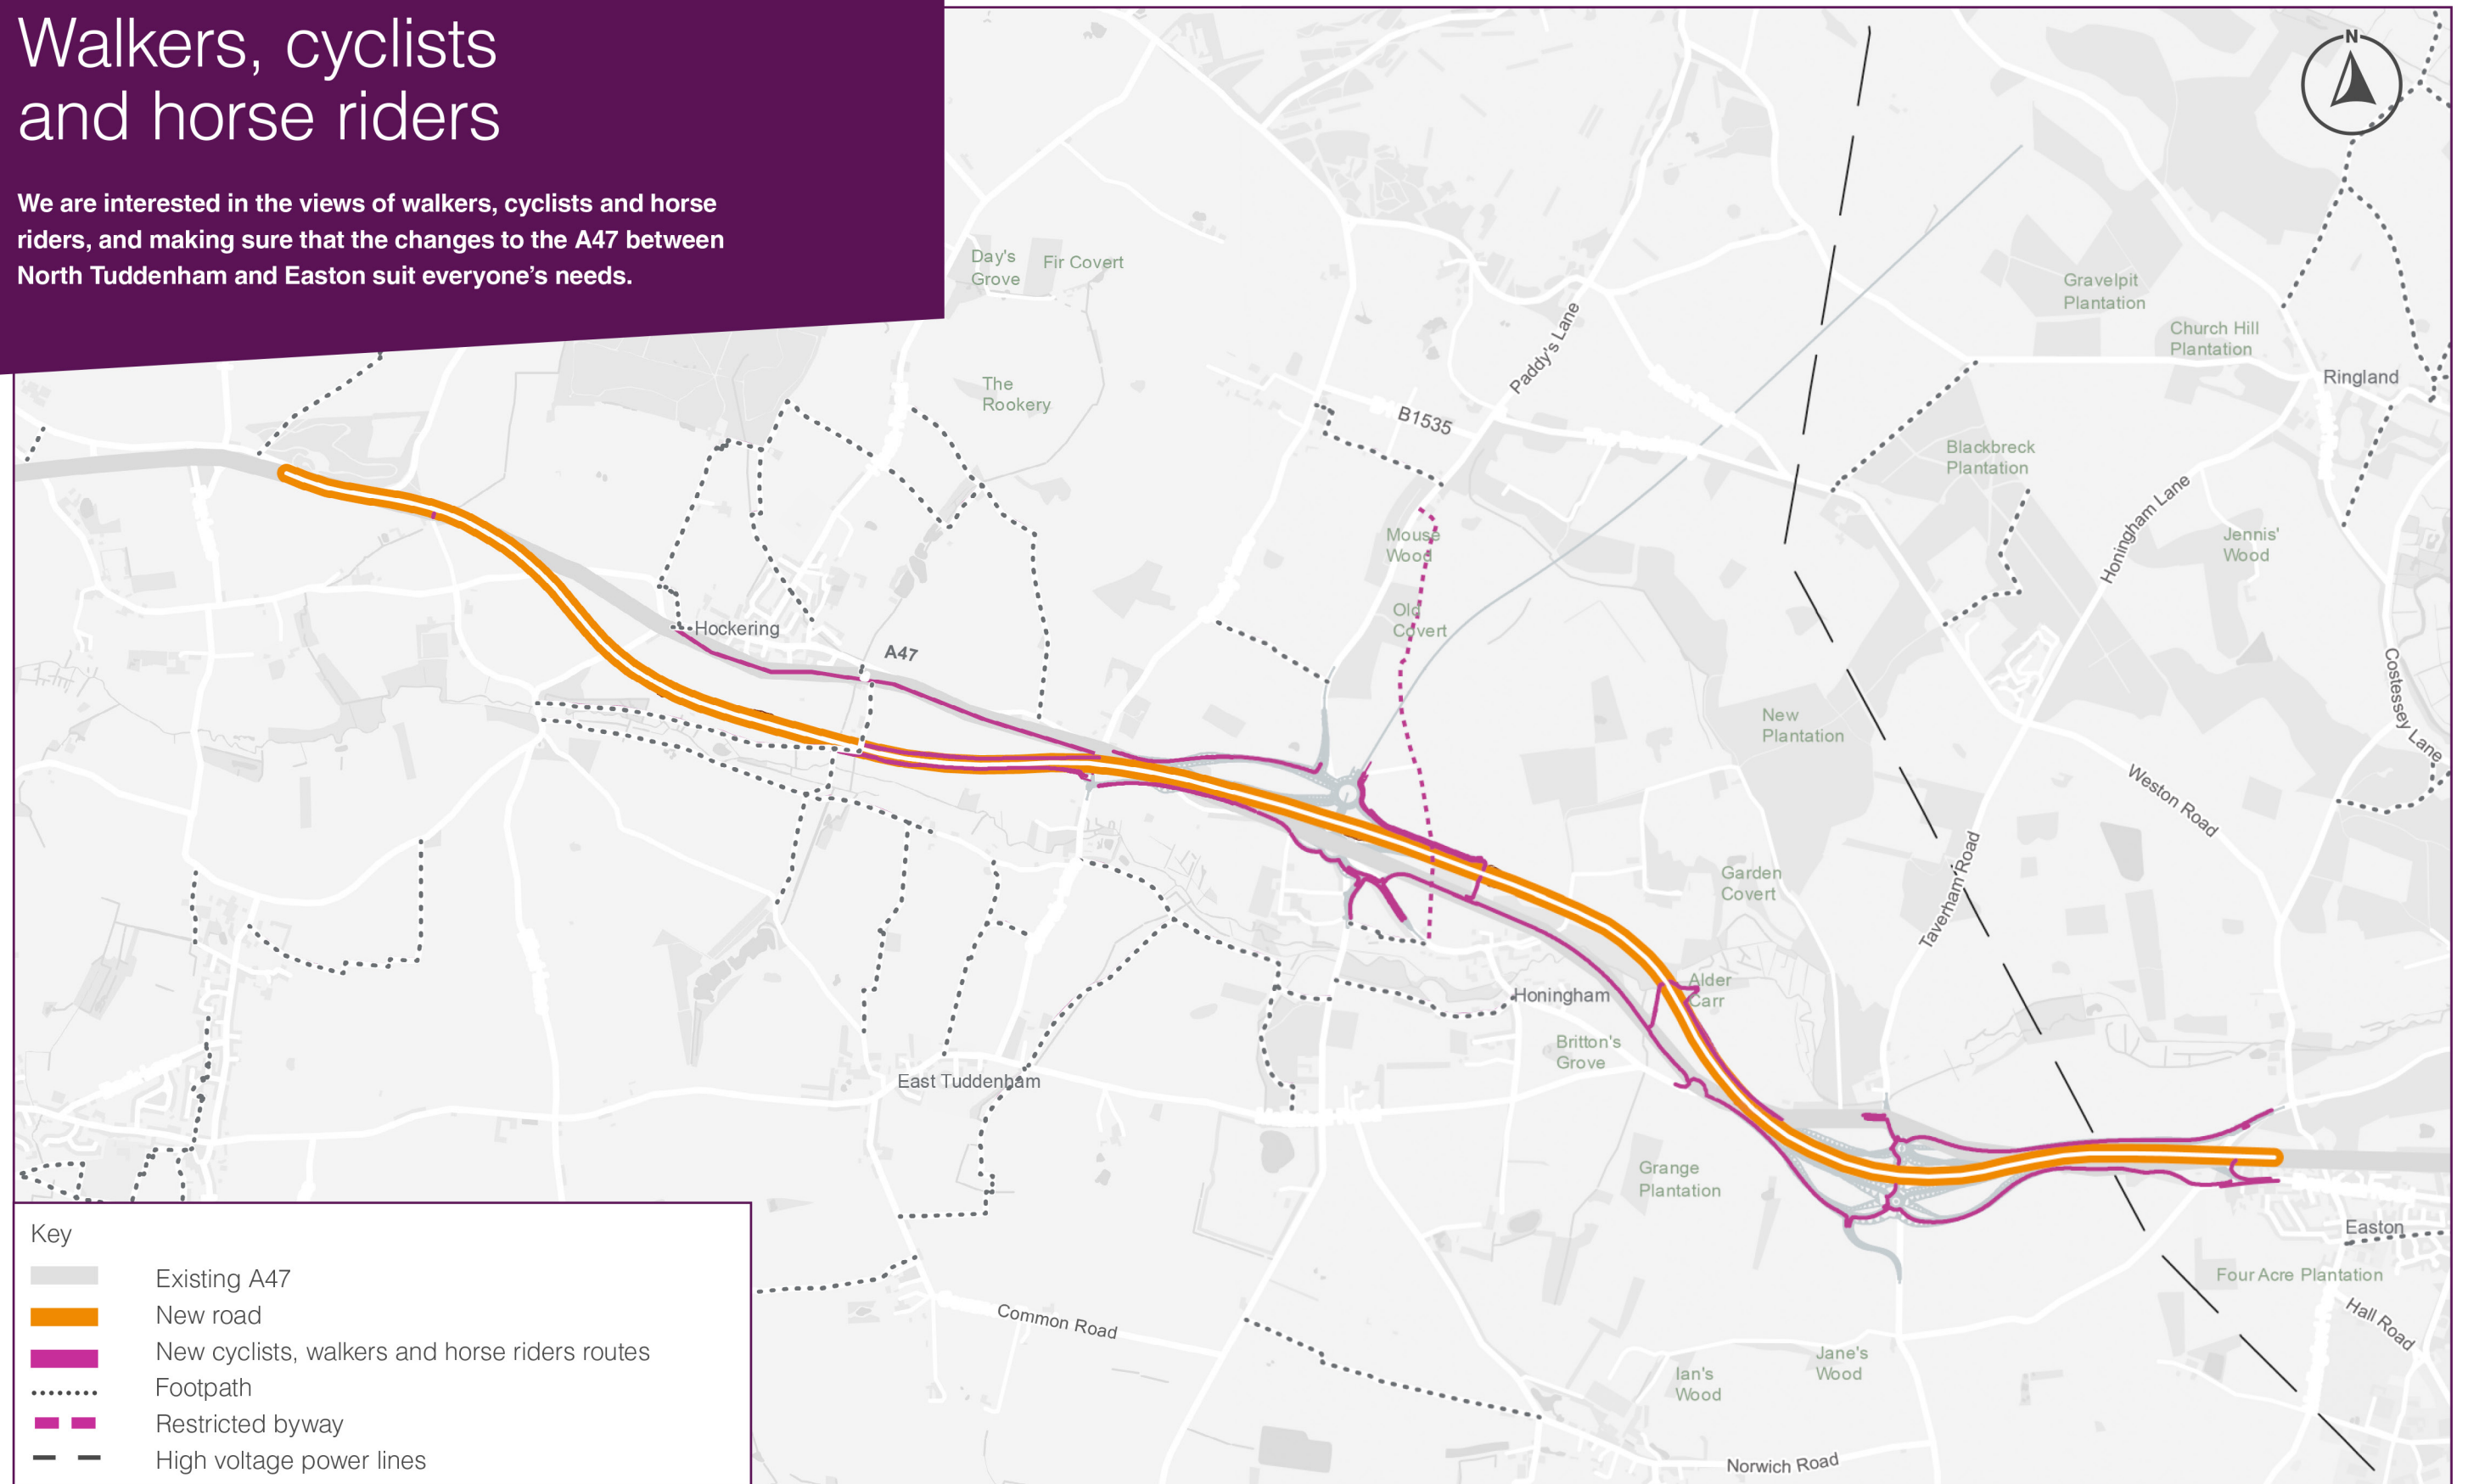 Walkers, cyclists
and horse riders
We are interested in the views of walkers, cyclists and horse
riders, and making sure that the changes to the A47 between
North Tuddenham and Easton suit everyone’s needs.
N
Day's
Grove
Fir Covert
The
Rookery
Paddy's Lane
B1535
Gravelpit
Plantation
Church Hill
Plantation
Ringland
Blackbreck
Plantation
Honingham Lane
Jennis'
Wood
Mouse
Wood
Old
Covert
Hockering
A47
New
Plantation
Costessey Lane
Weston Road
Taverham Road
Garden
Covert
Alder
Carr
Honingham
Britton's
Grove
East Tuddenham
Grange
Plantation
Easton
Four Acre Plantation
Hall Road
Common Road
Jane's
Wood
Ian's
Wood
Norwich Road
Key
Existing A47
New road
New cyclists, walkers and horse riders routes
Footpath
Restricted byway
High voltage power lines